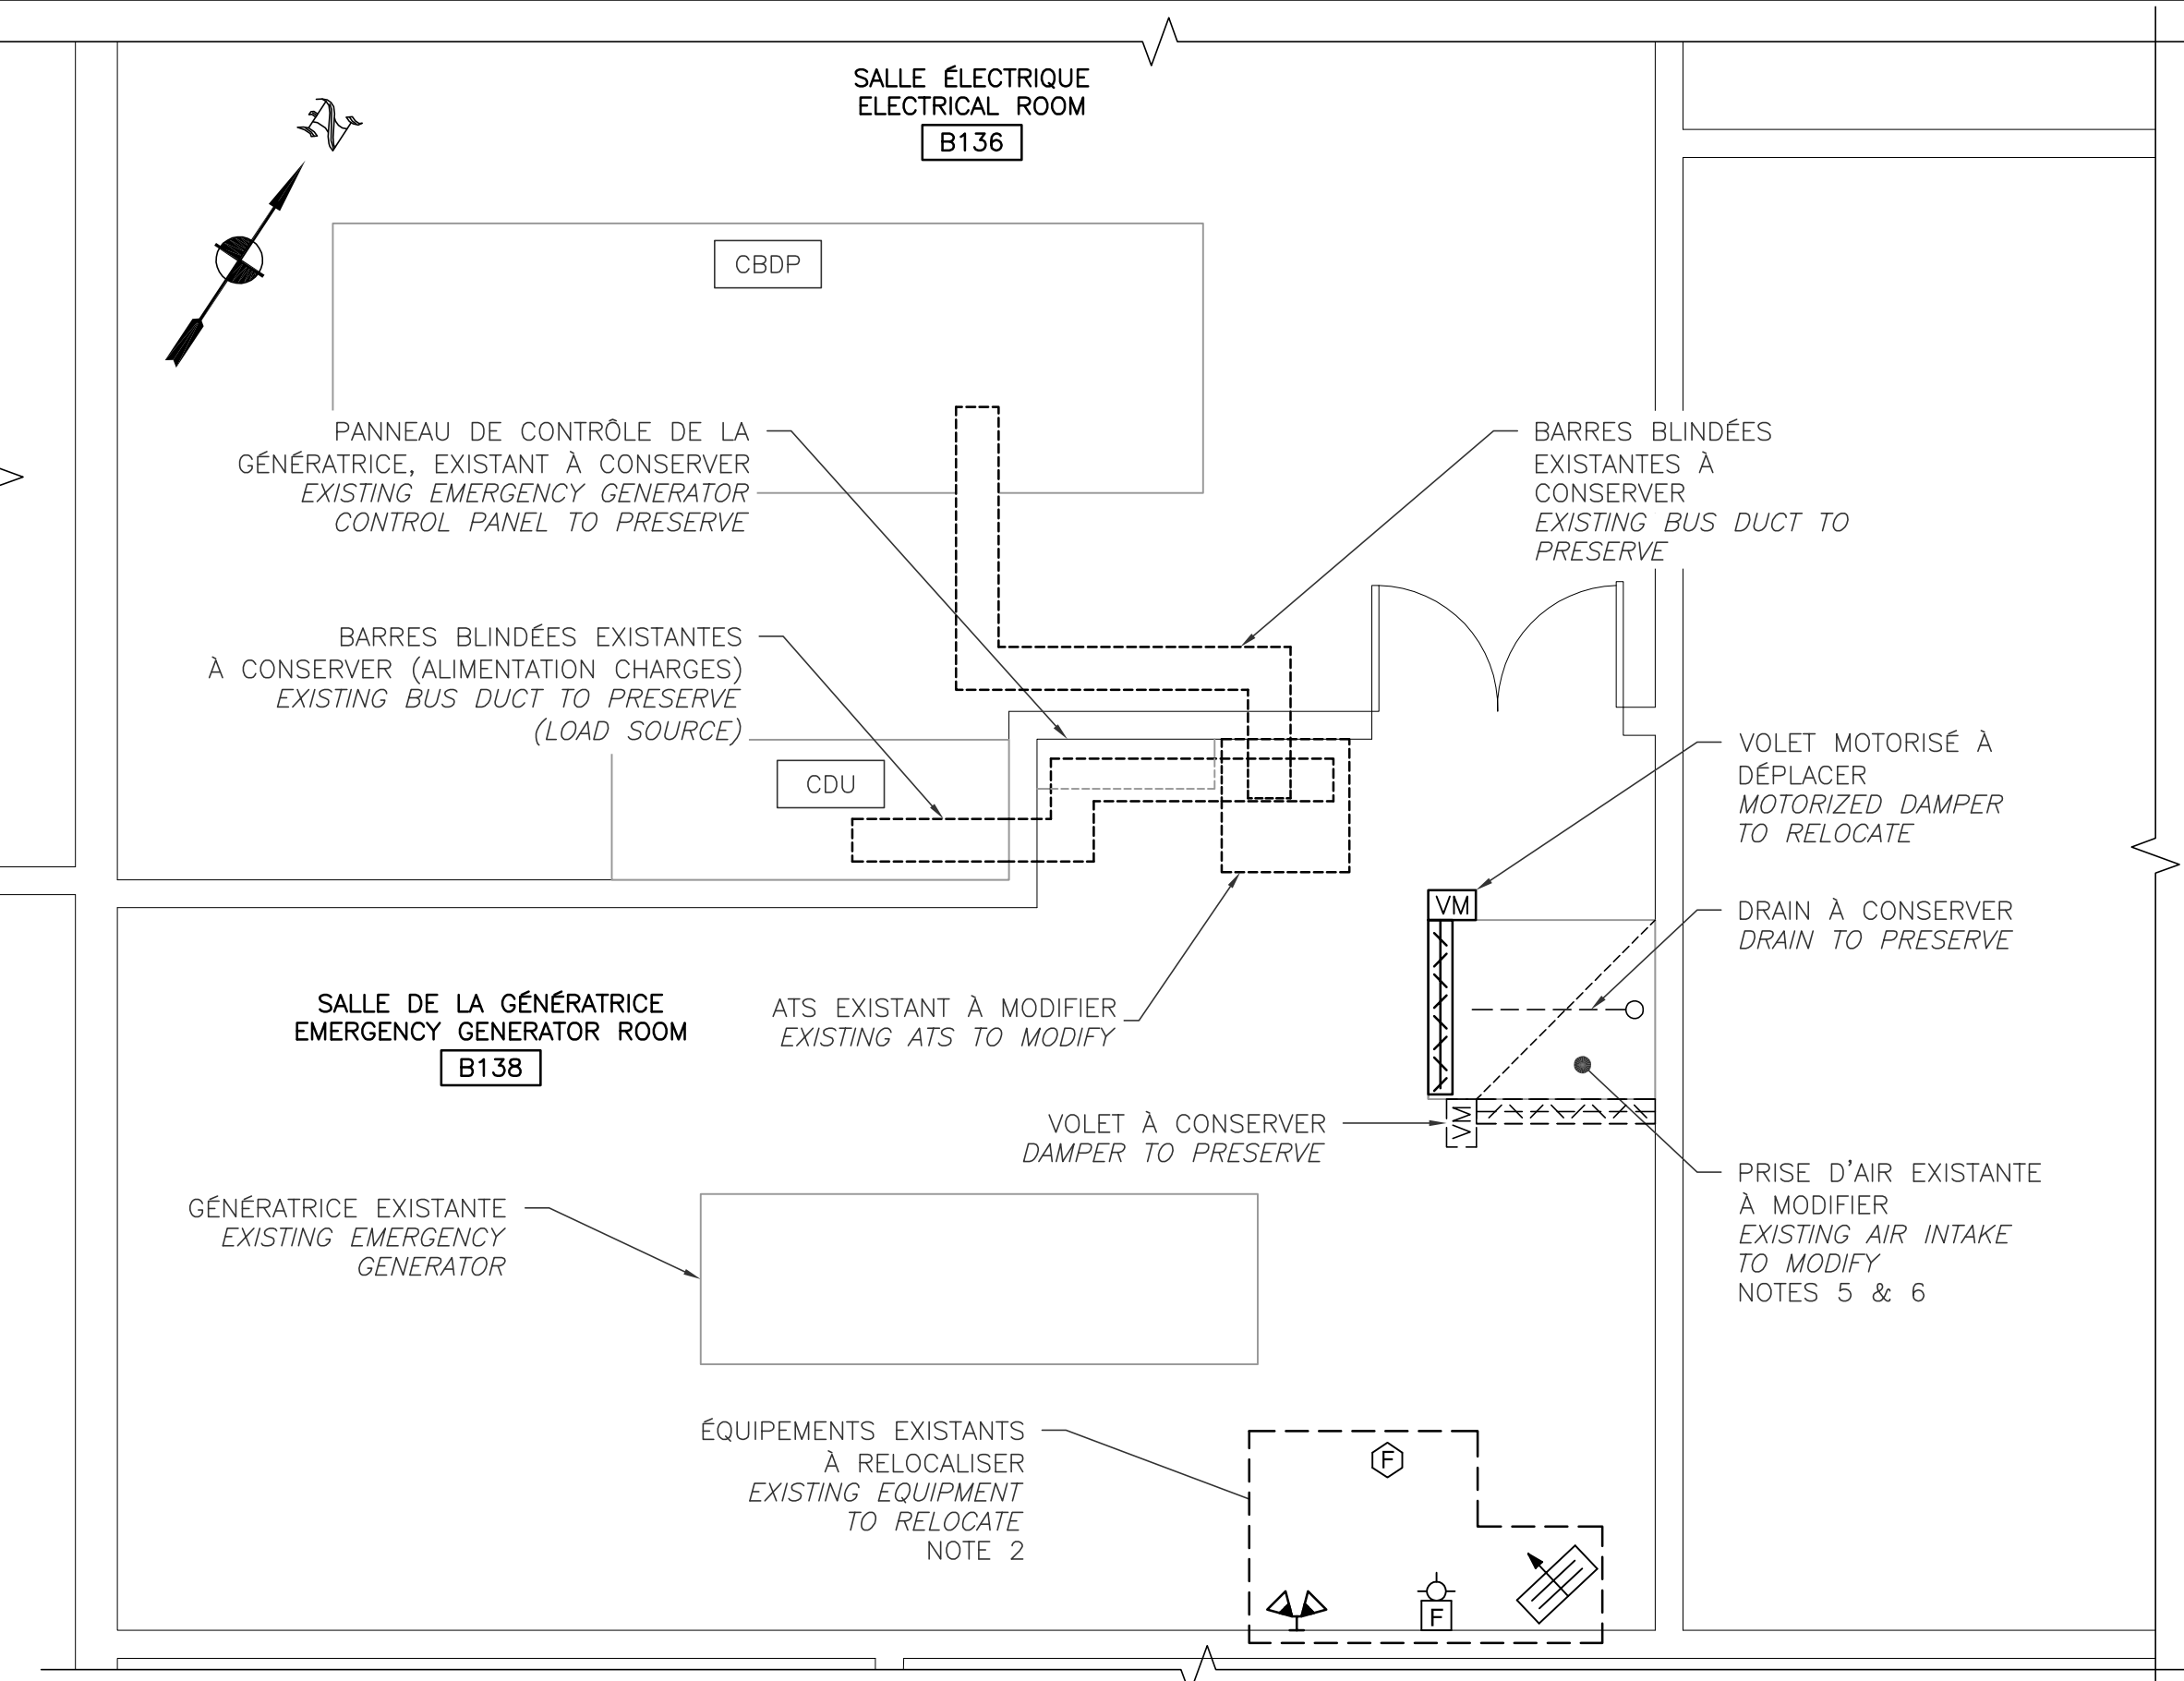 SALLE ÉLECTRIQUE
ELECTRICAL ROOM
B136
N
CBDP
PANNEAU DE CONTRÔLE DE LA
GÉNÉRATRICE, EXISTANT À CONSERVER
EXISTING EMERGENCY GENERATOR
CONTROL PANEL TO PRESERVE
BARRES BLINDÉES
EXISTANTES À
CONSERVER
EXISTING BUS DUCT TO
PRESERVE
BARRES BLINDÉES EXISTANTES
À CONSERVER (ALIMENTATION CHARGES)
EXISTING BUS DUCT TO PRESERVE
(LOAD SOURCE)
CDU
VOLET MOTORISÉ À
DÉPLACER
MOTORIZED DAMPER
TO RELOCATE
VM
DRAIN À CONSERVER
DRAIN TO PRESERVE
SALLE DE LA GÉNÉRATRICE
EMERGENCY GENERATOR ROOM
B138
ATS EXISTANT À MODIFIER
EXISTING ATS TO MODIFY
VOLET À CONSERVER
DAMPER TO PRESERVE
VM
PRISE D'AIR EXISTANTE
À MODIFIER
EXISTING AIR INTAKE
TO MODIFY
NOTES 5 & 6
GÉNÉRATRICE EXISTANTE
EXISTING EMERGENCY
GENERATOR
ÉQUIPEMENTS EXISTANTS
À RELOCALISER
EXISTING EQUIPMENT
TO RELOCATE
NOTE 2
F
F